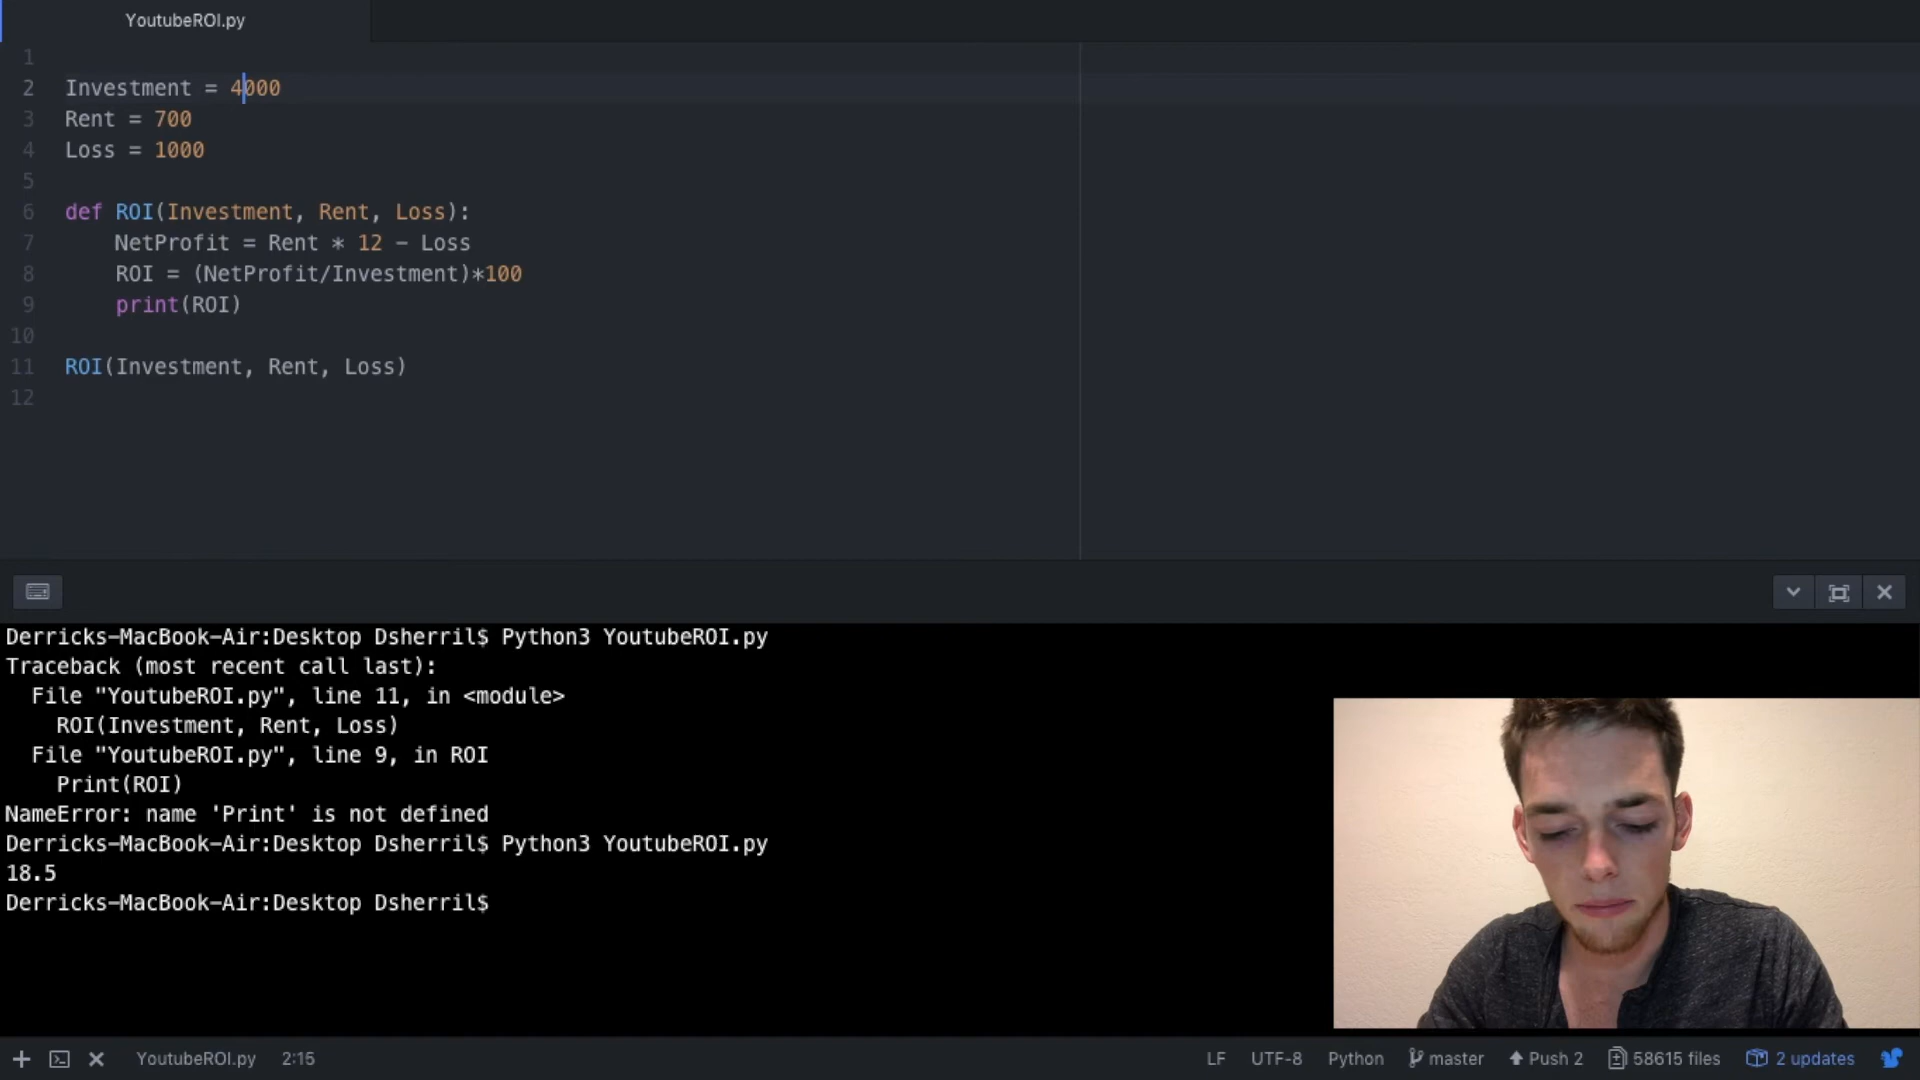 YoutubeROI.py
1
2 Investment = 4000
3 Rent = 700
4 Loss = 1000
5
6 def ROI(Investment, Rent, Loss):
7 NetProfit = Rent * 12 - Loss
8 ROI = (NetProfit/Investment)*100
9 print(ROI)
10
11 ROI(Investment, Rent, Loss)
12
Derricks-MacBook-Air:Desktop Dsherril$ Python3 YoutubeROI.py
Traceback (most recent call last):
File "YoutubeROI.py", line 11, in <module>
ROI(Investment, Rent, Loss)
File "YoutubeROI.py", line 9, in ROI
Print(ROI)
NameError: name 'Print' is not defined
Derricks-MacBook-Air:Desktop Dsherril$ Python3 YoutubeROI.py
18.5
Derricks-MacBook-Air:Desktop Dsherril$
YoutubeROI.py 2:15 LF UTF-8 Python master Push 2 58615 files 2 updates